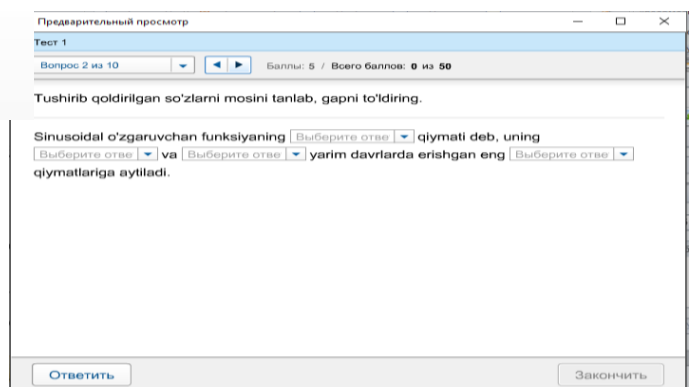 Предварительный просмотр
Тест 1
Вопрос 2 из 10 Баллы: 5 / Всего баллов: 0 из 50
Tushirib qoldirilgan so'zlarni mosini tanlab, gapni to'ldiring.
Sinusoidal o'zgaruvchan funksiyaning Выберите отве qiymati deb, uning
Выберите отве va Выберите отве yarim davrlarda erishgan eng Выберите отве
qiymatlariga aytiladi.
Ответить Закончить